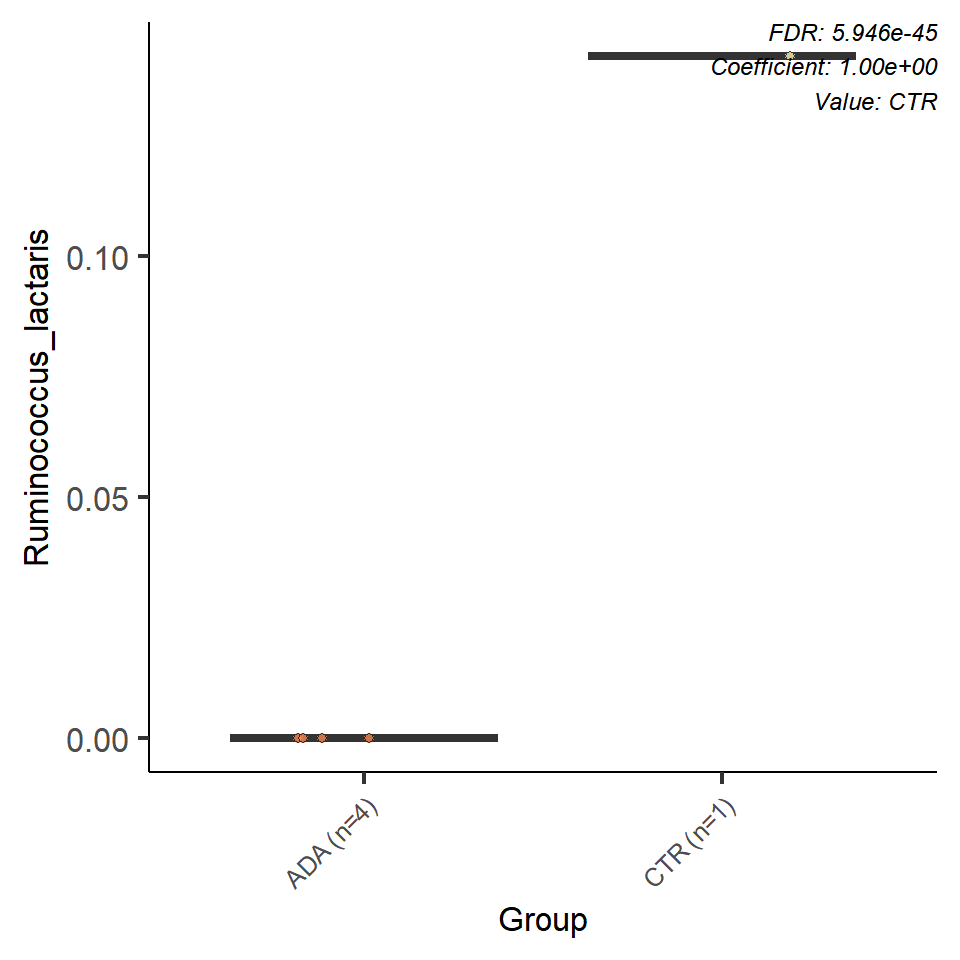 FDR: 5.946e-45
Coefficient: 1.00e+00
Value: CTR
Ruminococcus_lactaris
0.10
0.05
0.00
ADA (n=4)
CTR (n=1)
Group